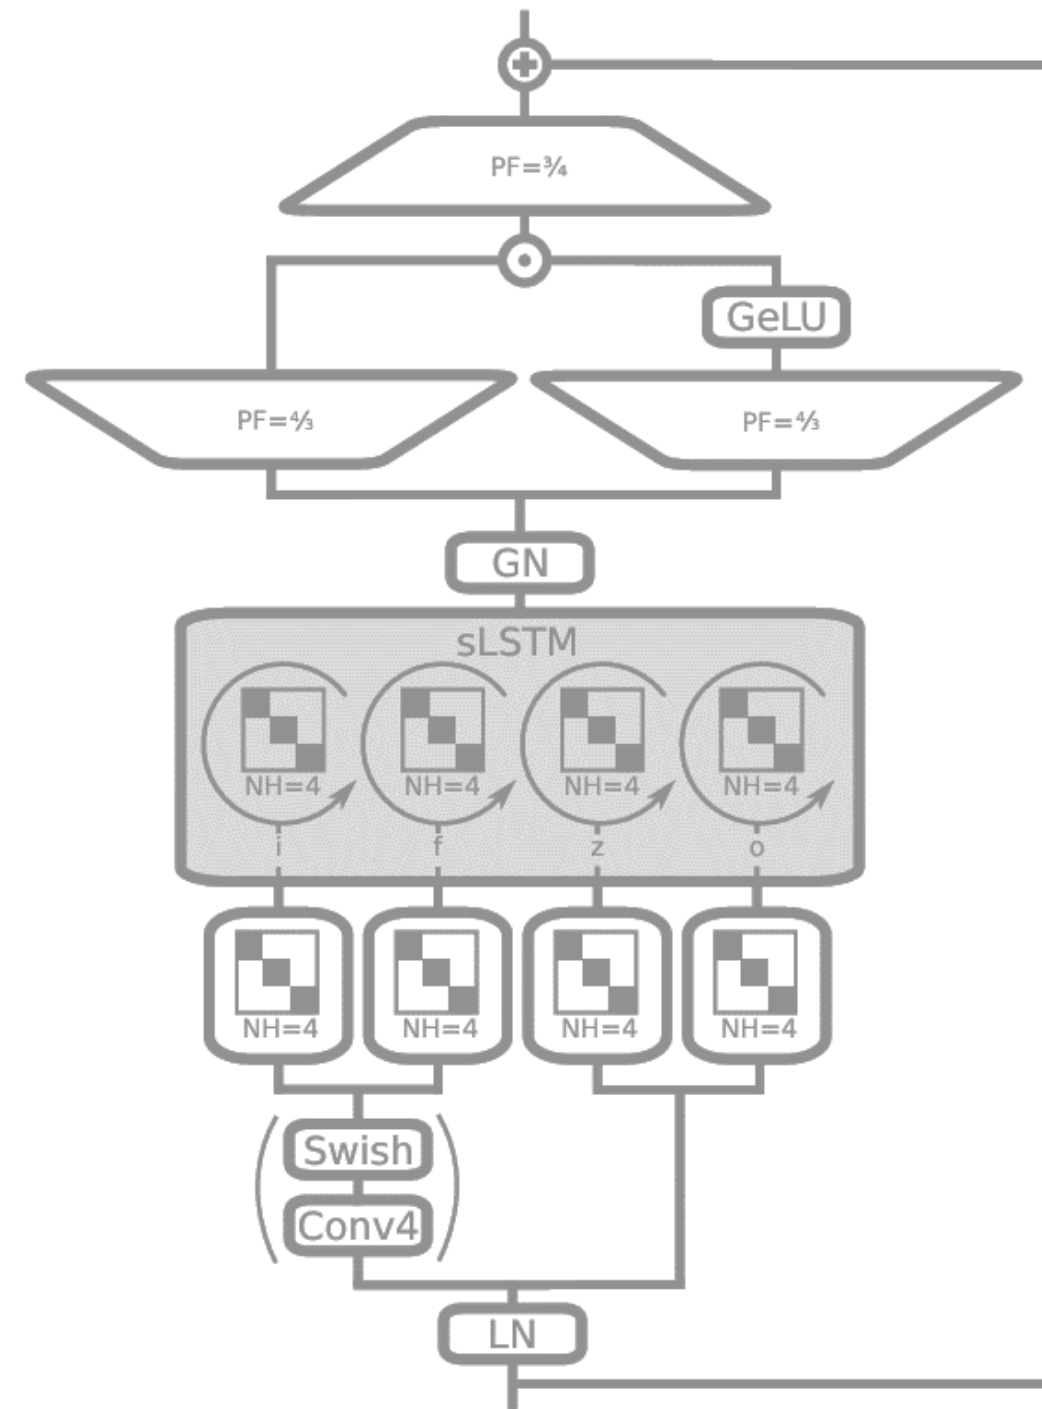 PF=¾
GeLU
PF=⁴⁄₃ PF=⁴⁄₃
GN
sLSTM
NH=4 NH=4 NH=4 NH=4
i f z o
NH=4 NH=4 NH=4 NH=4
Swish
Conv4
LN